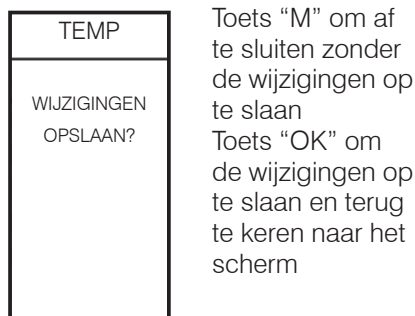 TEMP
WIJZIGINGEN
OPSLAAN?
Toets “M” om af
te sluiten zonder
de wijzigingen op
te slaan
Toets “OK” om
de wijzigingen op
te slaan en terug
te keren naar het
scherm